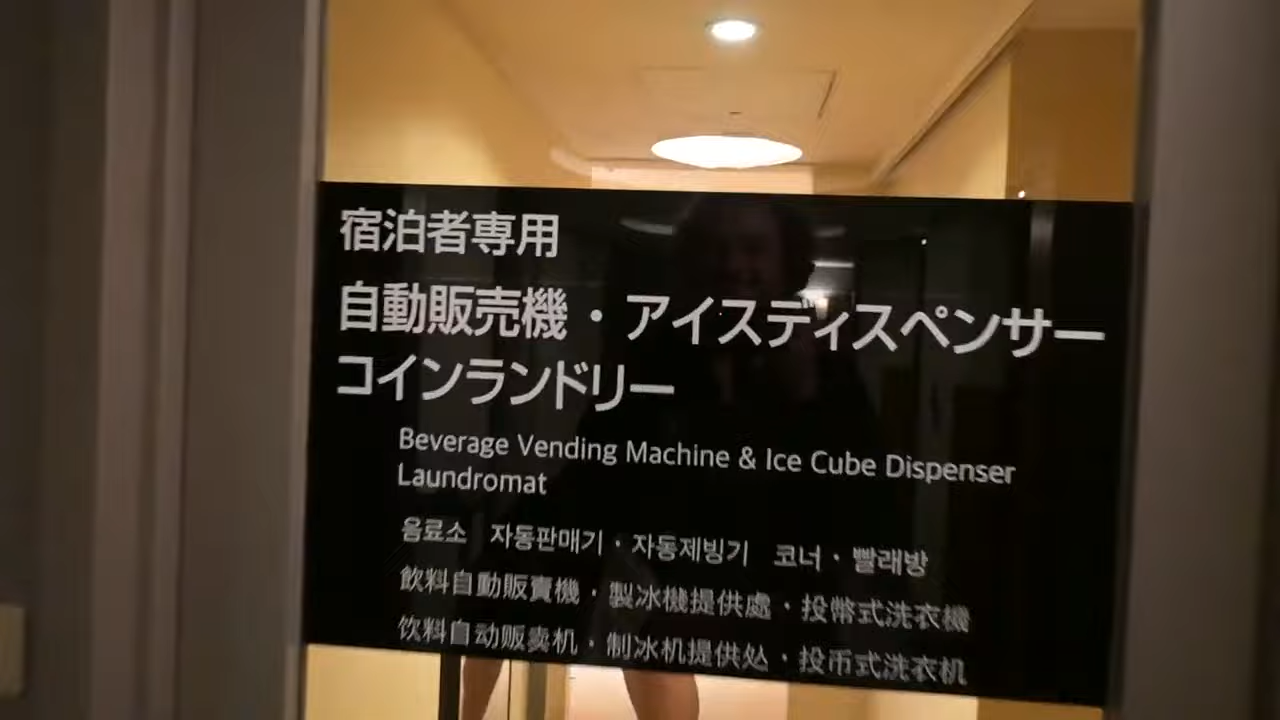 宿泊者専用
自動販売機・アイスディスペンサー
コインランドリー
Beverage Vending Machine & Ice Cube Dispenser
Laundromat
음료소 자동판매기・자동제빙기 코너・빨래방
飲料自動販賣機・製冰機提供處・投幣式洗衣機
饮料自动贩卖机・制冰机提供处・投币式洗衣机